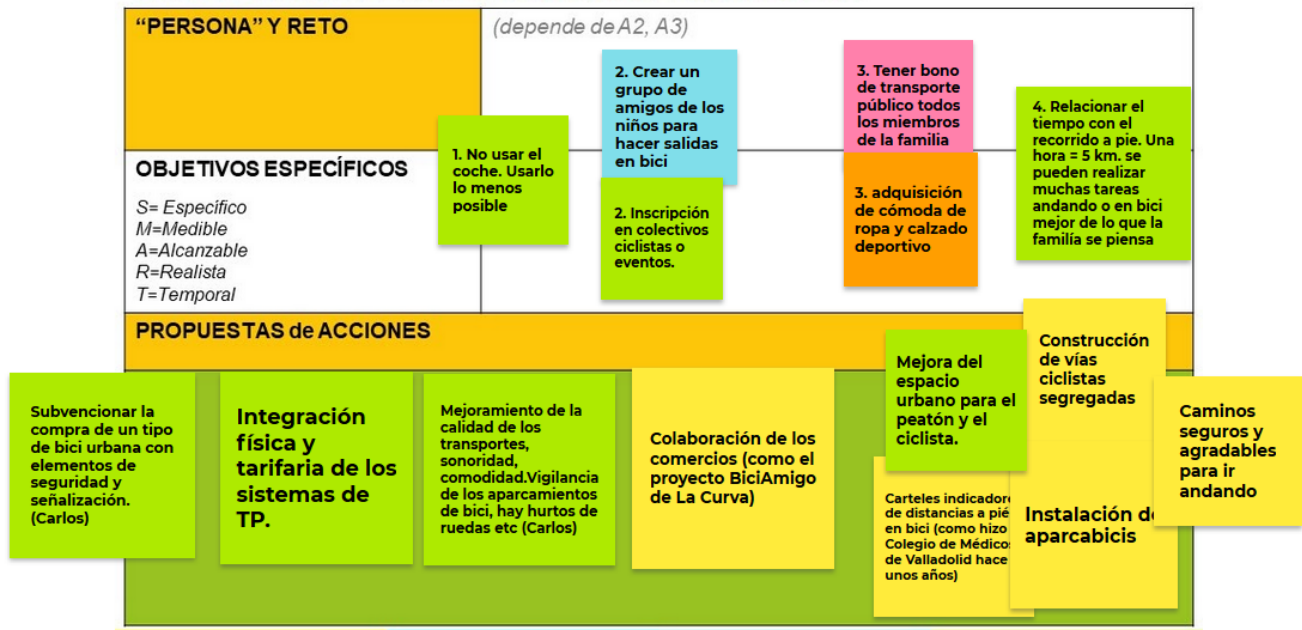 “PERSONA” Y RETO
(depende de A2, A3)
2. Crear un
grupo de
amigos de los
niños para
hacer salidas
en bici
3. Tener bono
de transporte
público todos
los miembros
de la familia
4. Relacionar el
tiempo con el
recorrido a pie. Una
hora = 5 km. se
pueden realizar
muchas tareas
andando o en bici
mejor de lo que la
familía se piensa
1. No usar el
coche. Usarlo
lo menos
posible
OBJETIVOS ESPECÍFICOS
S= Especifico
M=Medible
A=Alcanzable
R=Realista
T=Temporal
2. Inscripción
en colectivos
ciclistas o
eventos.
3. adquisición
de cómoda de
ropa y calzado
deportivo
PROPUESTAS de ACCIONES
Subvencionar la
compra de un tipo
de bici urbana con
elementos de
seguridad y
señalización.
(Carlos)
Integración
física y
tarifaria de los
sistemas de
TP.
Mejoramiento de la
calidad de los
transportes,
sonoridad,
comodidad.Vigilancia
de los aparcamientos
de bici, hay hurtos de
ruedas etc (Carlos)
Colaboración de los
comercios (como el
proyecto BiciAmigo
de La Curva)
Mejora del
espacio
urbano para el
peatón y el
ciclista.
Construcción
de vías
ciclistas
segregadas
Caminos
seguros y
agradables
para ir
andando
Carteles
de distancias a pié
en bici (como hizo
Colegio de Médicos
de Valladolid hace
unos años)
Instalación de
aparcabicis